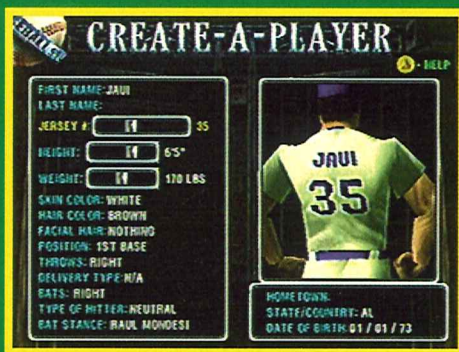 CREATE-A-PLAYER
A - HELP
FIRST NAME: JAUI
LAST NAME:
JERSEY #: 35
HEIGHT: 6'5"
WEIGHT: 170 LBS
SKIN COLOR: WHITE
HAIR COLOR: BROWN
FACIAL HAIR: NOTHING
POSITION: 1ST BASE
THROWS: RIGHT
DELIVERY TYPE: N/A
BATS: RIGHT
TYPE OF HITTER: NEUTRAL
BAT STANCE: RAUL MONDESI
JAUI
35
HOMETOWN:
STATE/COUNTRY: AL
DATE OF BIRTH: 01 / 01 / 73